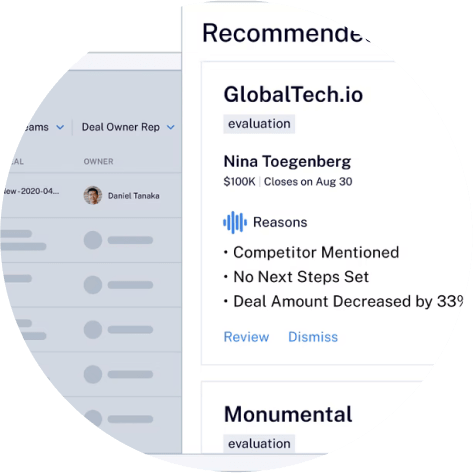 Recommende
GlobalTech.io
evaluation
Nina Toegenberg
$100K | Closes on Aug 30
Reasons
• Competitor Mentioned
• No Next Steps Set
• Deal Amount Decreased by 33%
Review Dismiss
Monumental
evaluation
eams Deal Owner Rep
AL OWNER
New - 2020-04... Daniel Tanaka